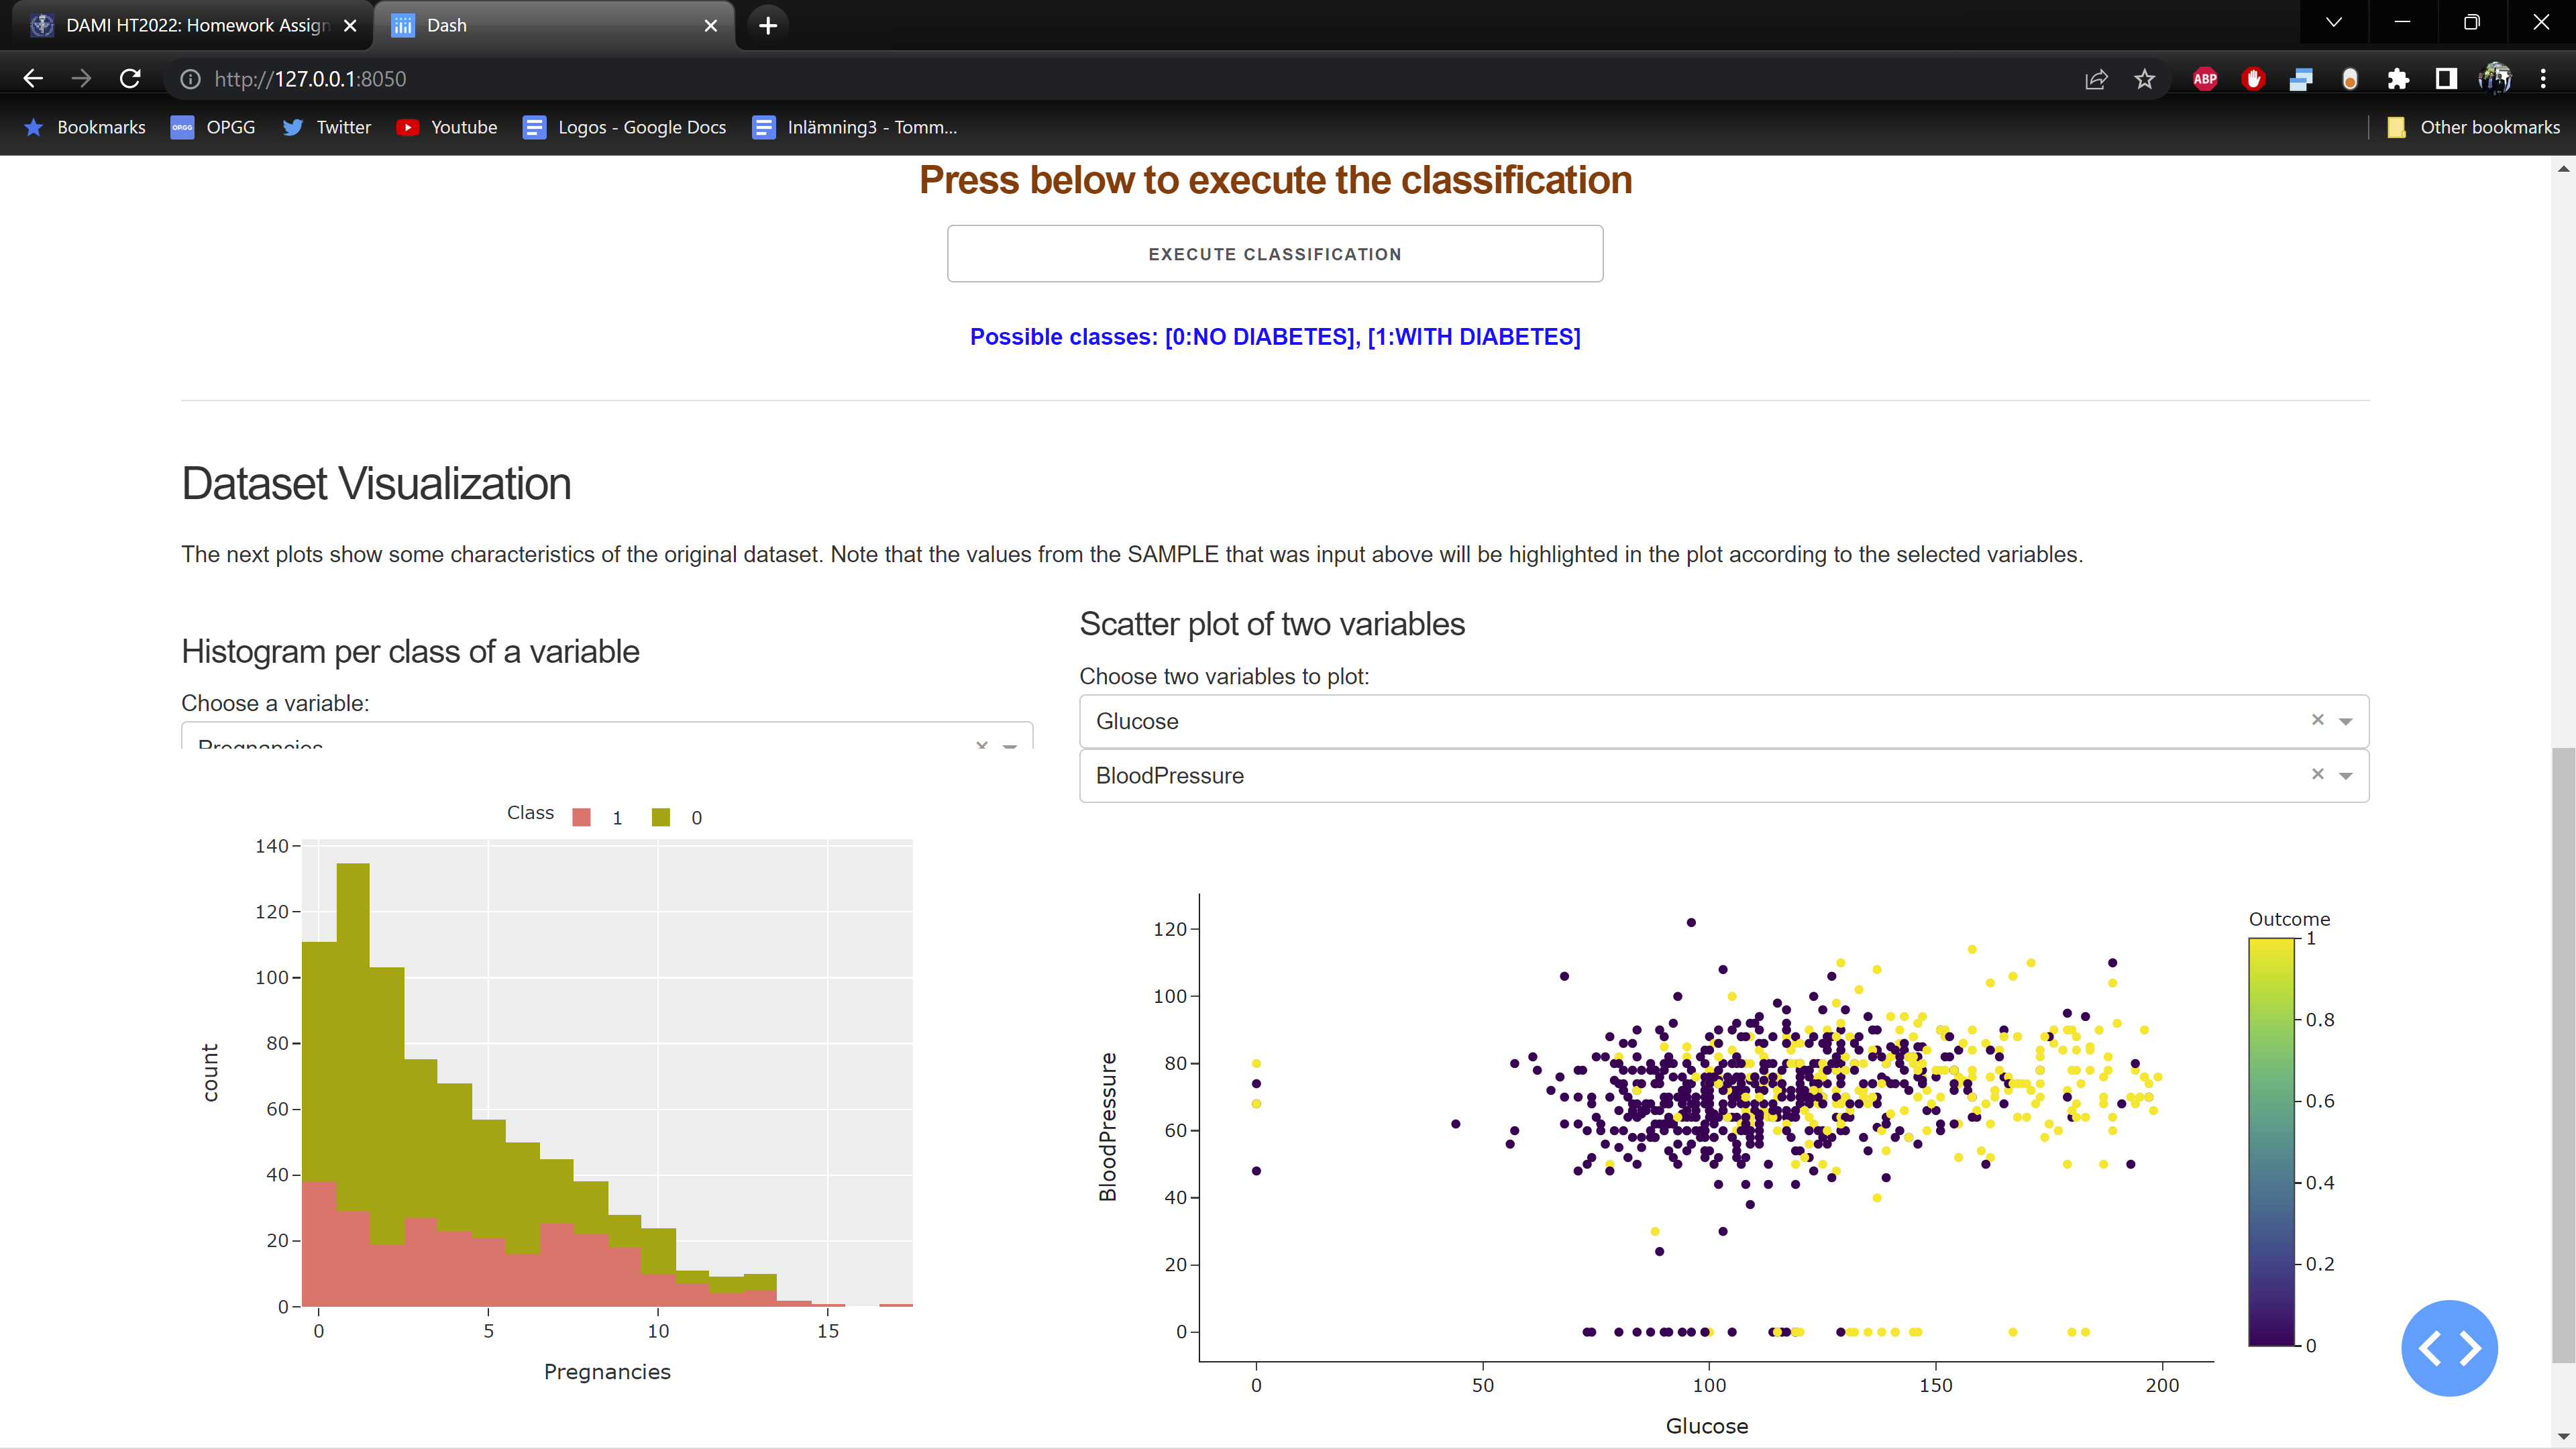 DAMI HT2022: Homework Assign
Dash
http://127.0.0.1:8050
ABP
Bookmarks
OPGG
OPGG
Twitter
Youtube
Logos - Google Docs
Inlämning3 - Tomm...
Other bookmarks
Press below to execute the classification
EXECUTE CLASSIFICATION
Possible classes: [0:NO DIABETES], [1:WITH DIABETES]
Dataset Visualization
The next plots show some characteristics of the original dataset. Note that the values from the SAMPLE that was input above will be highlighted in the plot according to the selected variables.
Histogram per class of a variable
Choose a variable:
Pregnancies
Class 1 0
140
120
100
80
60
40
20
0
count
0 5 10 15
Pregnancies
Scatter plot of two variables
Choose two variables to plot:
Glucose
BloodPressure
120
100
80
60
40
20
0
BloodPressure
0 50 100 150 200
Glucose
Outcome
1
0.8
0.6
0.4
0.2
0